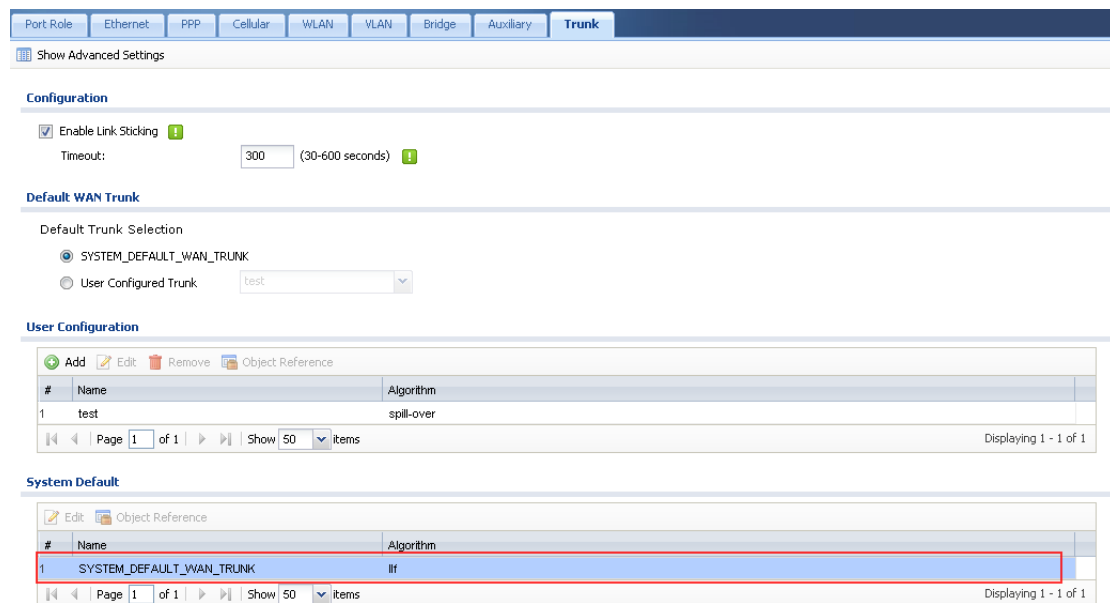 Port Role Ethernet PPP Cellular WLAN VLAN Bridge Auxiliary Trunk
Show Advanced Settings
Configuration
Enable Link Sticking
Timeout: 300 (30-600 seconds)
Default WAN Trunk
Default Trunk Selection
SYSTEM_DEFAULT_WAN_TRUNK
User Configured Trunk test
User Configuration
Add Edit Remove Object Reference
# Name Algorithm
1 test spill-over
Page 1 of 1 Show 50 items Displaying 1 - 1 of 1
System Default
Edit Object Reference
# Name Algorithm
1 SYSTEM_DEFAULT_WAN_TRUNK llf
Page 1 of 1 Show 50 items Displaying 1 - 1 of 1